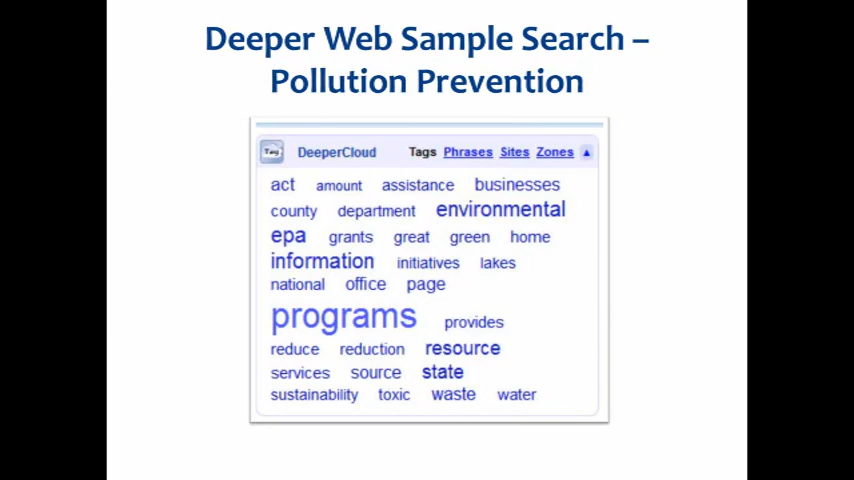 Deeper Web Sample Search –
Pollution Prevention
Tag DeeperCloud Tags Phrases Sites Zones
act amount assistance businesses
county department environmental
epa grants great green home
information initiatives lakes
national office page
programs provides
reduce reduction resource
services source state
sustainability toxic waste water